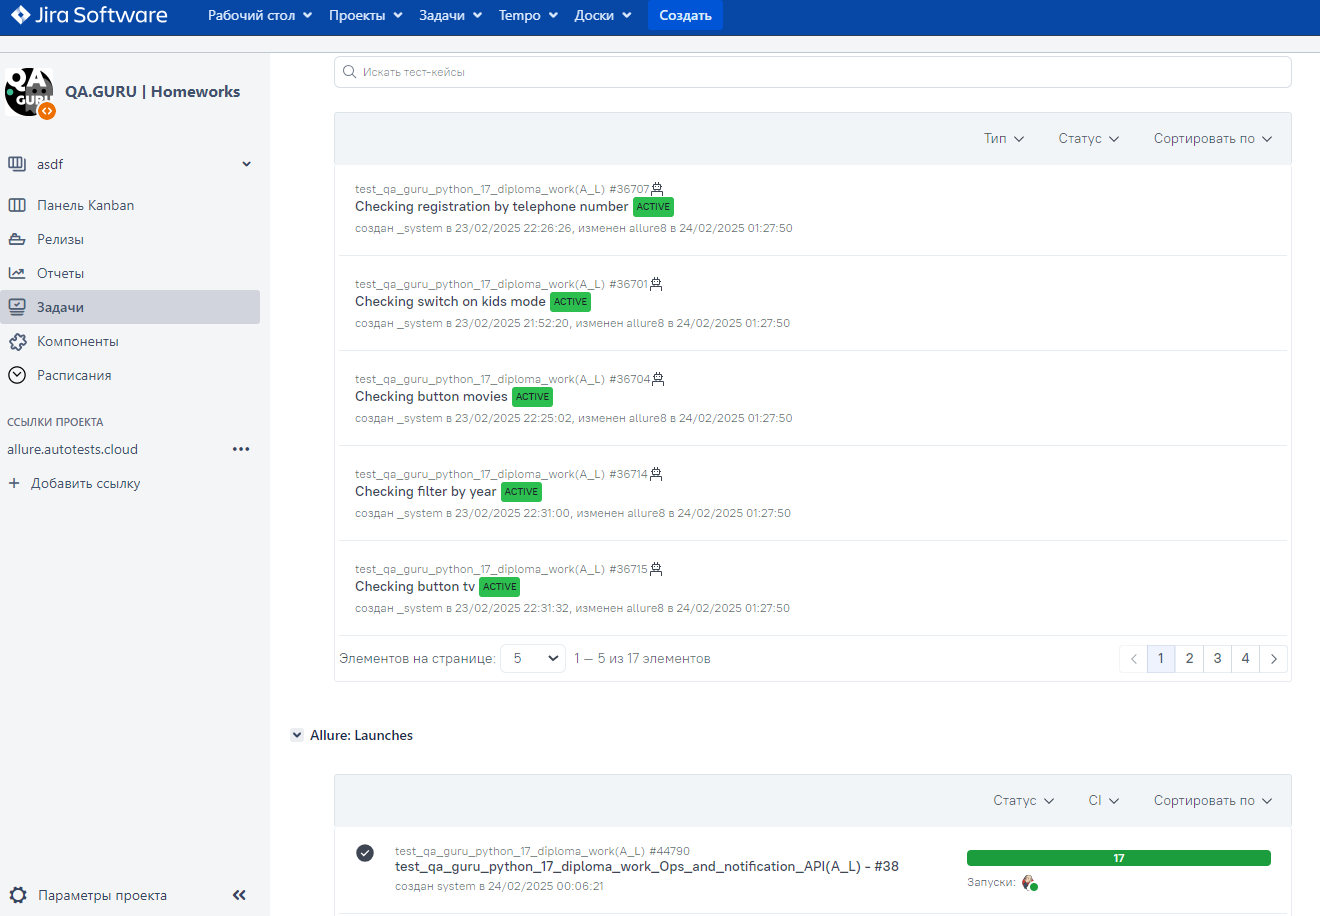 Jira Software
Рабочий стол Проекты Задачи Tempo Доски Создать
QA GURU
QA.GURU | Homeworks
asdf
Панель Kanban
Релизы
Отчеты
Задачи
Компоненты
Расписания
ССЫЛКИ ПРОЕКТА
allure.autotests.cloud
Добавить ссылку
Параметры проекта
Искать тест-кейсы
Тип Статус Сортировать по
test_qa_guru_python_17_diploma_work(A_L) #36707
Checking registration by telephone number ACTIVE
создан _system в 23/02/2025 22:26:26, изменен allure8 в 24/02/2025 01:27:50
test_qa_guru_python_17_diploma_work(A_L) #36701
Checking switch on kids mode ACTIVE
создан _system в 23/02/2025 21:52:20, изменен allure8 в 24/02/2025 01:27:50
test_qa_guru_python_17_diploma_work(A_L) #36704
Checking button movies ACTIVE
создан _system в 23/02/2025 22:25:02, изменен allure8 в 24/02/2025 01:27:50
test_qa_guru_python_17_diploma_work(A_L) #36714
Checking filter by year ACTIVE
создан _system в 23/02/2025 22:31:00, изменен allure8 в 24/02/2025 01:27:50
test_qa_guru_python_17_diploma_work(A_L) #36715
Checking button tv ACTIVE
создан _system в 23/02/2025 22:31:32, изменен allure8 в 24/02/2025 01:27:50
Элементов на странице: 5 1 — 5 из 17 элементов 1 2 3 4
Allure: Launches
Статус CI Сортировать по
test_qa_guru_python_17_diploma_work(A_L) #44790
test_qa_guru_python_17_diploma_work_Ops_and_notification_API(A_L) - #38
создан system в 24/02/2025 00:06:21
17
Запуски: